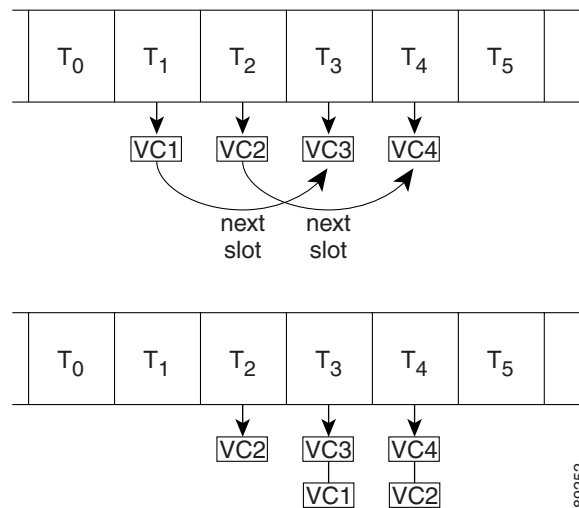 T0 T1 T2 T3 T4 T5
VC1 VC2 VC3 VC4
next next
slot slot
T0 T1 T2 T3 T4 T5
VC2 VC3 VC4
VC1 VC2